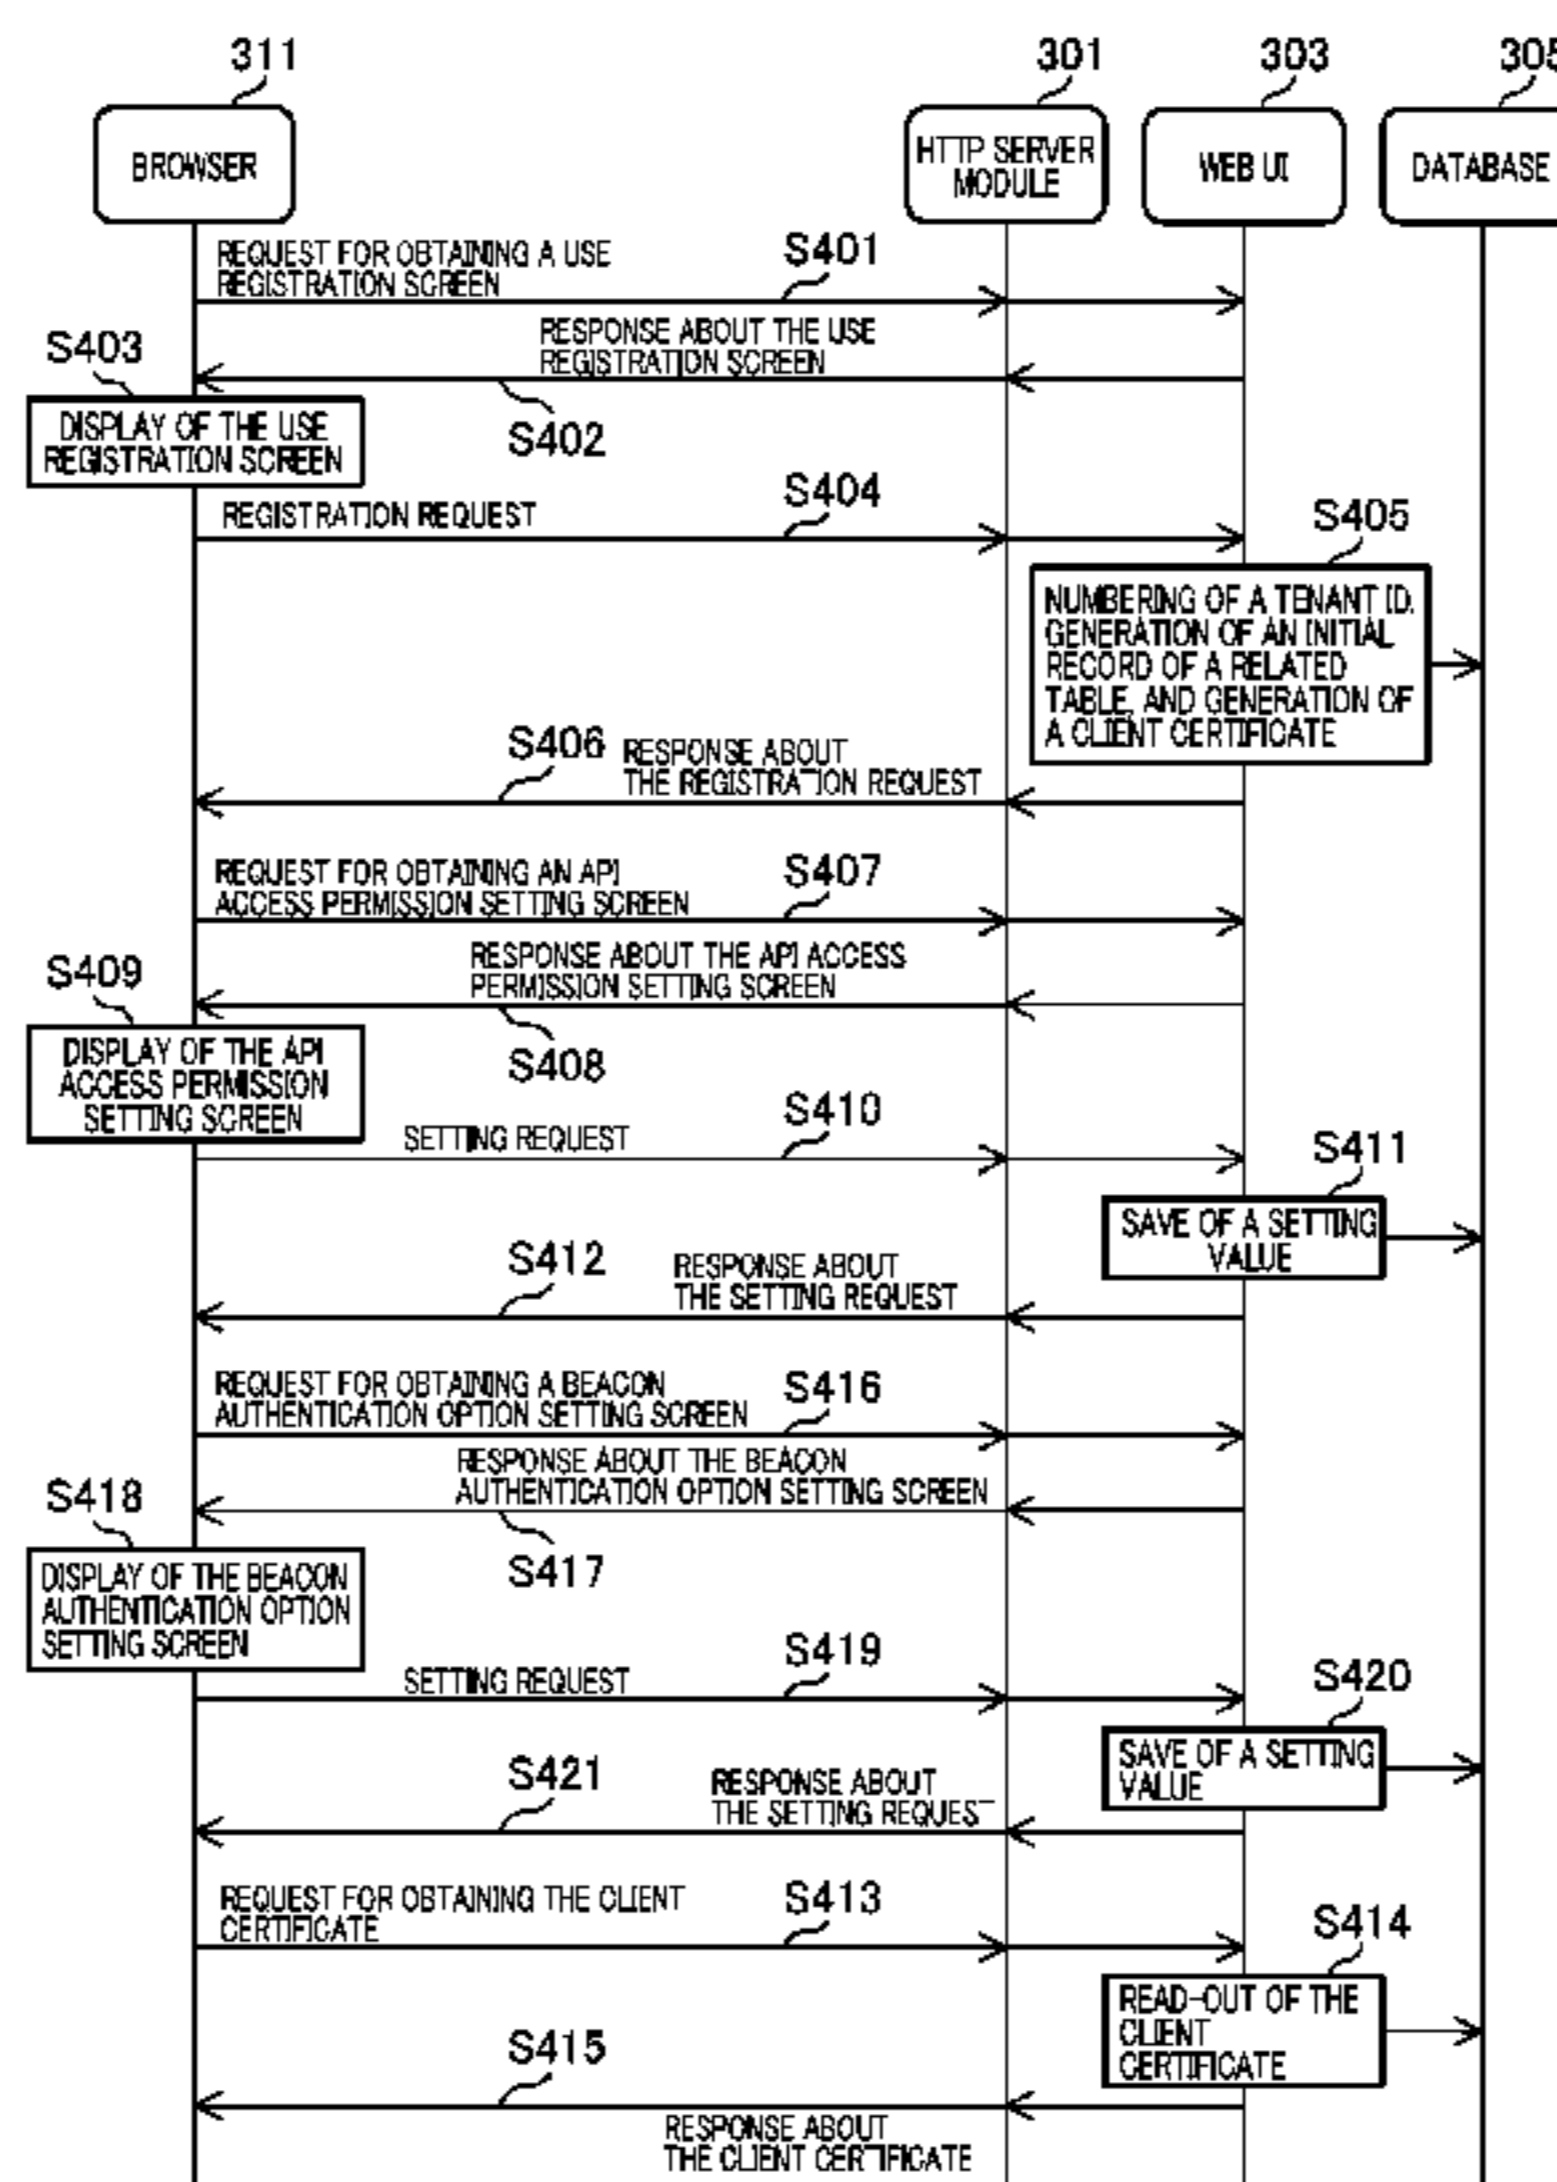 311
301
303
305
BROWSER
HTTP SERVER
MODULE
WEB UI
DATABASE
REQUEST FOR OBTAINING A USE
REGISTRATION SCREEN
S401
RESPONSE ABOUT THE USE
REGISTRATION SCREEN
S403
S402
DISPLAY OF THE USE
REGISTRATION SCREEN
REGISTRATION REQUEST
S404
S405
NUMBERING OF A TENANT ID,
GENERATION OF AN INITIAL
RECORD OF A RELATED
TABLE, AND GENERATION OF
A CLIENT CERTIFICATE
S406
RESPONSE ABOUT
THE REGISTRATION REQUEST
REQUEST FOR OBTAINING AN API
ACCESS PERMISSION SETTING SCREEN
S407
RESPONSE ABOUT THE API ACCESS
PERMISSION SETTING SCREEN
S409
S408
DISPLAY OF THE API
ACCESS PERMISSION
SETTING SCREEN
SETTING REQUEST
S410
S411
SAVE OF A SETTING
VALUE
S412
RESPONSE ABOUT
THE SETTING REQUEST
REQUEST FOR OBTAINING A BEACON
AUTHENTICATION OPTION SETTING SCREEN
S416
RESPONSE ABOUT THE BEACON
AUTHENTICATION OPTION SETTING SCREEN
S418
S417
DISPLAY OF THE BEACON
AUTHENTICATION OPTION
SETTING SCREEN
SETTING REQUEST
S419
S420
SAVE OF A SETTING
VALUE
S421
RESPONSE ABOUT
THE SETTING REQUEST
REQUEST FOR OBTAINING THE CLIENT
CERTIFICATE
S413
S414
READ-OUT OF THE
CLIENT
CERTIFICATE
S415
RESPONSE ABOUT
THE CLIENT CERTIFICATE